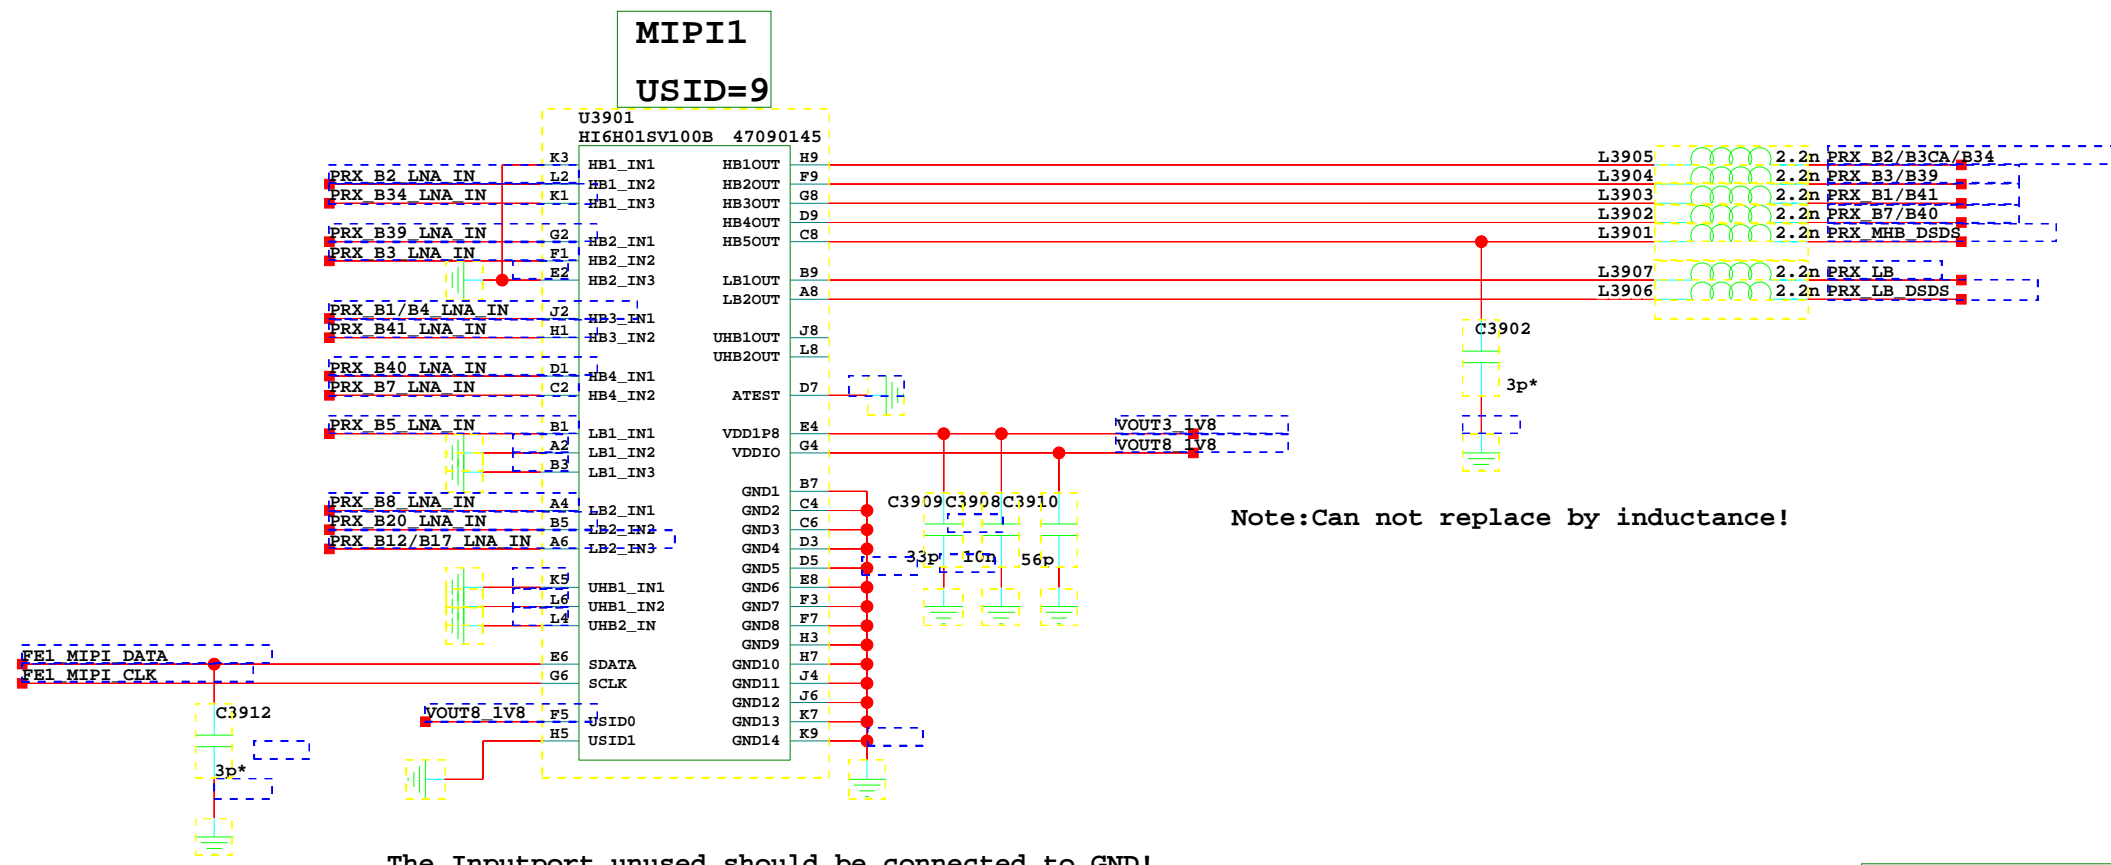 MIPI1
USID=9
U3901
HI6H01SV100B 47090145
K3 HB1_IN1 HB1OUT H9 L3905 2.2n PRX_B2/B3CA/B34
PRX_B2_LNA_IN L2 HB1_IN2 HB2OUT F9 L3904 2.2n PRX_B3/B39
PRX_B34_LNA_IN K1 HB1_IN3 HB3OUT G8 L3903 2.2n PRX_B1/B41
HB4OUT D9 L3902 2.2n PRX_B7/B40
PRX_B39_LNA_IN G2 HB2_IN1 HB5OUT C8 L3901 2.2n PRX_MHB_DSDS
PRX_B3_LNA_IN F1 HB2_IN2
E2 HB2_IN3 LB1OUT B9 L3907 2.2n PRX_LB
LB2OUT A8 L3906 2.2n PRX_LB_DSDS
PRX_B1/B4_LNA_IN J2 HB3_IN1
PRX_B41_LNA_IN H1 HB3_IN2 UHB1OUT J8 C3902
UHB2OUT L8
PRX_B40_LNA_IN D1 HB4_IN1
PRX_B7_LNA_IN C2 HB4_IN2 ATEST D7 3p*
PRX_B5_LNA_IN B1 LB1_IN1 VDD1P8 E4 VOUT3_1V8
A2 LB1_IN2 VDDIO G4 VOUT8_1V8
B3 LB1_IN3
GND1 B7
PRX_B8_LNA_IN A4 LB2_IN1 GND2 C4 C3909 C3908 C3910
PRX_B20_LNA_IN B5 LB2_IN2 GND3 C6 Note:Can not replace by inductance!
PRX_B12/B17_LNA_IN A6 LB2_IN3 GND4 D3
GND5 D5 33p 10n 56p
K5 UHB1_IN1 GND6 E8
L6 UHB1_IN2 GND7 F3
L4 UHB2_IN GND8 F7
GND9 H3
FE1_MIPI_DATA E6 SDATA GND10 H7
FE1_MIPI_CLK G6 SCLK GND11 J4
GND12 J6
C3912 VOUT8_1V8 F5 USID0 GND13 K7
H5 USID1 GND14 K9
3p*
The Inputport unused should be connected to GND!